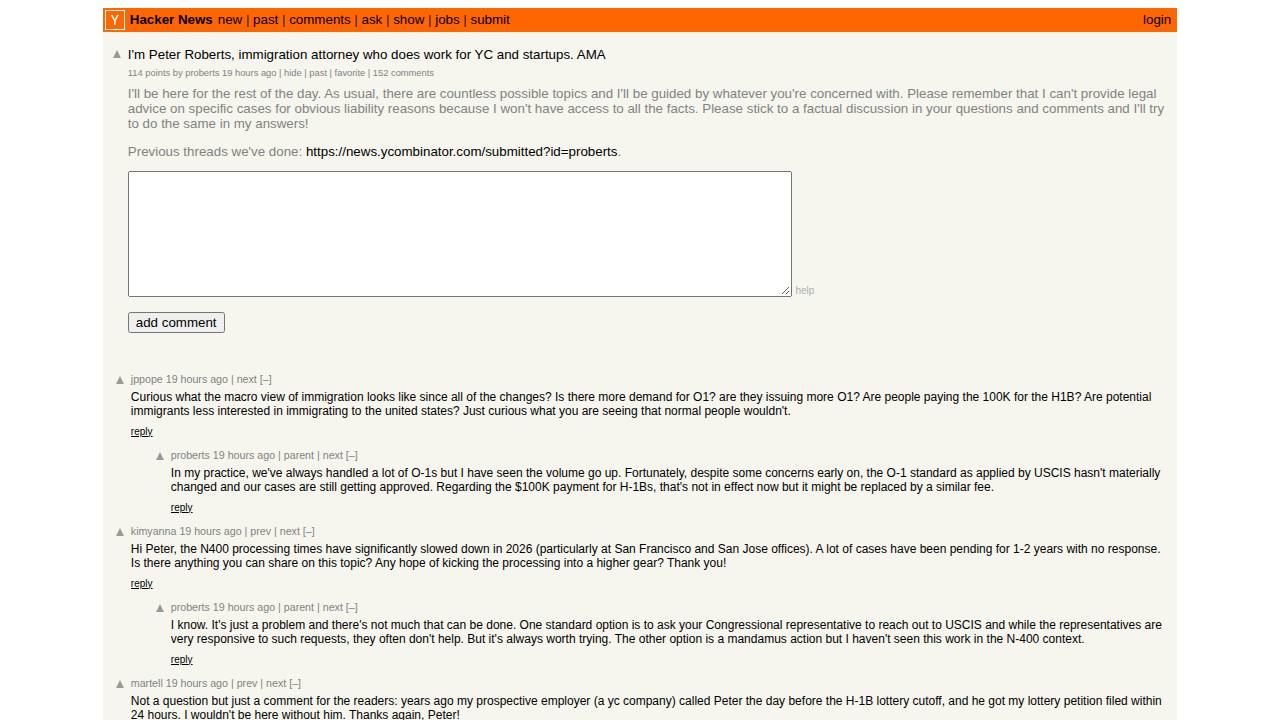 Y Hacker News new | past | comments | ask | show | jobs | submit login
▲ I'm Peter Roberts, immigration attorney who does work for YC and startups. AMA
114 points by proberts 19 hours ago | hide | past | favorite | 152 comments
I'll be here for the rest of the day. As usual, there are countless possible topics and I'll be guided by whatever you're concerned with. Please remember that I can't provide legal
advice on specific cases for obvious liability reasons because I won't have access to all the facts. Please stick to a factual discussion in your questions and comments and I'll try
to do the same in my answers!
Previous threads we've done: https://news.ycombinator.com/submitted?id=proberts.
help
add comment
▲ jppope 19 hours ago | next [–]
Curious what the macro view of immigration looks like since all of the changes? Is there more demand for O1? are they issuing more O1? Are people paying the 100K for the H1B? Are potential
immigrants less interested in immigrating to the united states? Just curious what you are seeing that normal people wouldn't.
reply
▲ proberts 19 hours ago | parent | next [–]
In my practice, we've always handled a lot of O-1s but I have seen the volume go up. Fortunately, despite some concerns early on, the O-1 standard as applied by USCIS hasn't materially
changed and our cases are still getting approved. Regarding the $100K payment for H-1Bs, that's not in effect now but it might be replaced by a similar fee.
reply
▲ kimyanna 19 hours ago | prev | next [–]
Hi Peter, the N400 processing times have significantly slowed down in 2026 (particularly at San Francisco and San Jose offices). A lot of cases have been pending for 1-2 years with no response.
Is there anything you can share on this topic? Any hope of kicking the processing into a higher gear? Thank you!
reply
▲ proberts 19 hours ago | parent | next [–]
I know. It's just a problem and there's not much that can be done. One standard option is to ask your Congressional representative to reach out to USCIS and while the representatives are
very responsive to such requests, they often don't help. But it's always worth trying. The other option is a mandamus action but I haven't seen this work in the N-400 context.
reply
▲ martell 19 hours ago | prev | next [–]
Not a question but just a comment for the readers: years ago my prospective employer (a yc company) called Peter the day before the H-1B lottery cutoff, and he got my lottery petition filed within
24 hours. I wouldn't be here without him. Thanks again, Peter!